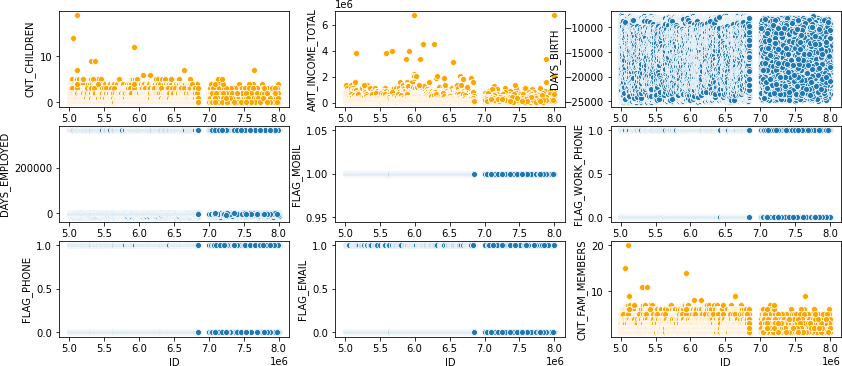 1e6
CNT_CHILDREN
10
0
5.0 5.5 6.0 6.5 7.0 7.5 8.0
AMT_INCOME_TOTAL
6
4
2
0
5.0 5.5 6.0 6.5 7.0 7.5 8.0
DAYS_BIRTH
−10000
−15000
−20000
−25000
5.0 5.5 6.0 6.5 7.0 7.5 8.0
DAYS_EMPLOYED
200000
0
5.0 5.5 6.0 6.5 7.0 7.5 8.0
FLAG_MOBIL
1.05
1.00
0.95
5.0 5.5 6.0 6.5 7.0 7.5 8.0
FLAG_WORK_PHONE
1.0
0.5
0.0
5.0 5.5 6.0 6.5 7.0 7.5 8.0
FLAG_PHONE
1.0
0.5
0.0
5.0 5.5 6.0 6.5 7.0 7.5 8.0
ID
1e6
FLAG_EMAIL
1.0
0.5
0.0
5.0 5.5 6.0 6.5 7.0 7.5 8.0
ID
1e6
CNT_FAM_MEMBERS
20
10
5.0 5.5 6.0 6.5 7.0 7.5 8.0
ID
1e6